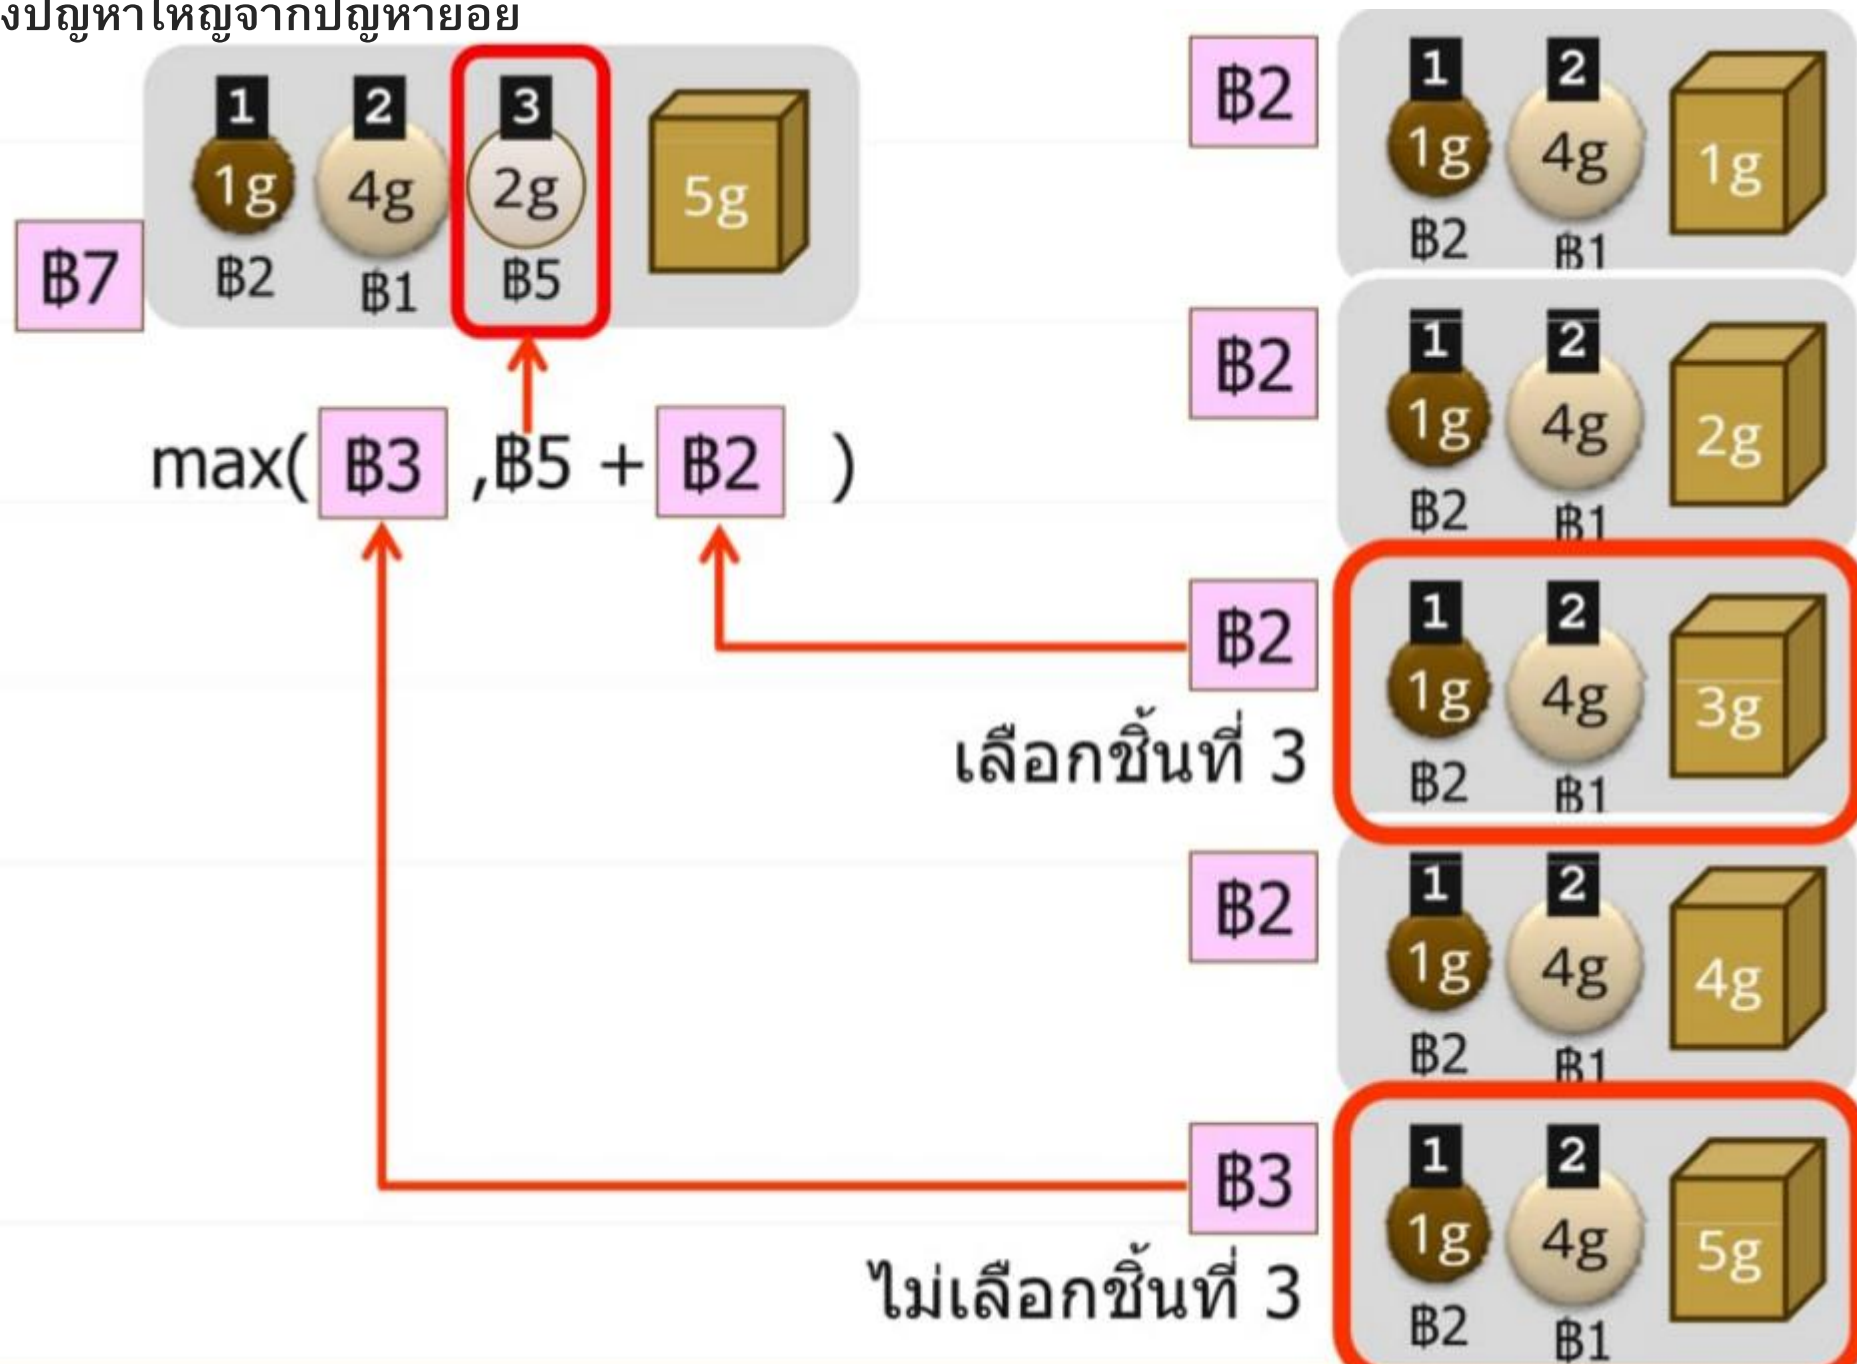 งปัญหาใหญ่จากปัญหาย่อย
1 2 3
1g 4g 2g 5g
฿2 ฿1 ฿5
฿7
max( ฿3 ,฿5 + ฿2 )
฿2
1 2
1g 4g 1g
฿2 ฿1
฿2
1 2
1g 4g 2g
฿2 ฿1
฿2
1 2
1g 4g 3g
฿2 ฿1
เลือกชิ้นที่ 3
฿2
1 2
1g 4g 4g
฿2 ฿1
฿3
1 2
1g 4g 5g
฿2 ฿1
ไม่เลือกชิ้นที่ 3